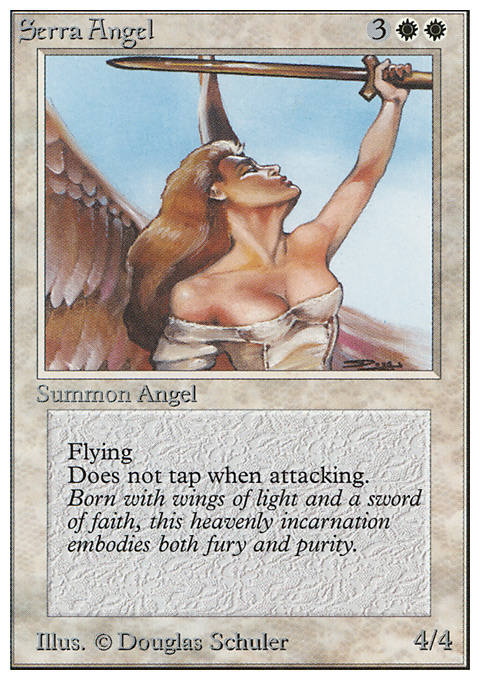 Serra Angel 3
Summon Angel
Flying
Does not tap when attacking.
Born with wings of light and a sword
of faith, this heavenly incarnation
embodies both fury and purity.
Illus. © Douglas Schuler 4/4